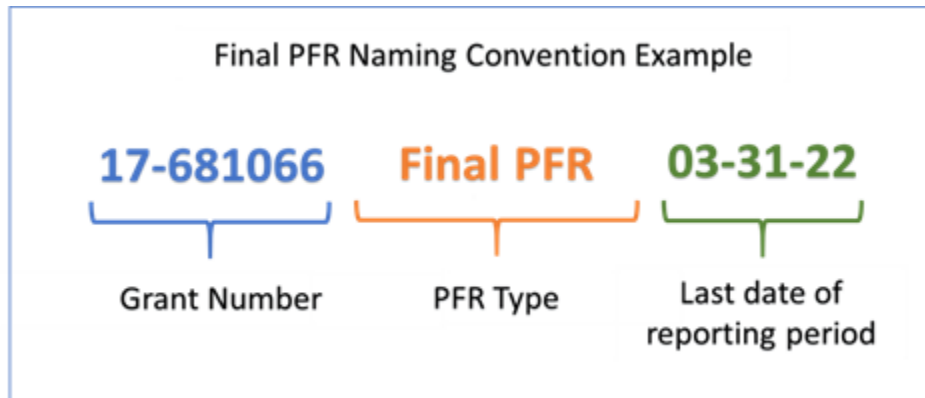 Final PFR Naming Convention Example
17-681066 Final PFR 03-31-22
Grant Number PFR Type Last date of
reporting period